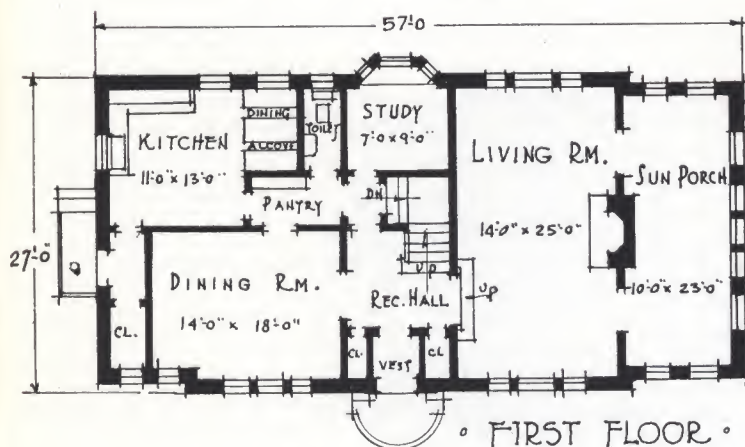 57'-0
DINING
ALCOVE
TOILET
STUDY
7'-0 x 9'-0"
KITCHEN
11'-0" x 13'-0"
LIVING RM.
14'-0" x 25'-0"
SUN PORCH
10'-0" x 23'-0"
DN
PANTRY
27'-0"
UP
UP
DINING RM.
14'-0" x 18'-0"
REC. HALL
CL.
CL.
VEST
CL
• FIRST FLOOR •